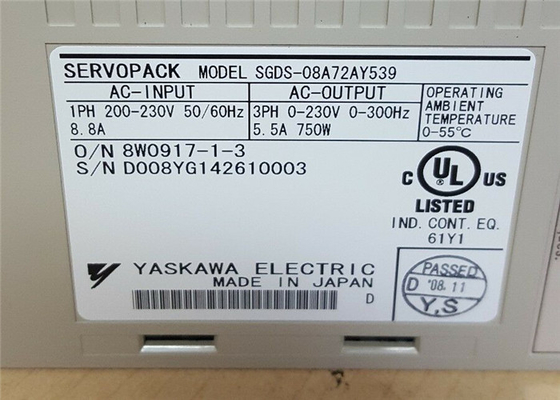 SERVOPACK MODEL SGDS-08A72AY539
AC-INPUT
1PH 200-230V 50/60Hz
8.8A
AC-OUTPUT
3PH 0-230V 0-300Hz
5.5A 750W
OPERATING
AMBIENT
TEMPERATURE
0-55°C
O/N 8W0917-1-3
S/N D008YG142610003
C UL US
LISTED
IND. CONT. EQ.
61Y1
YASKAWA ELECTRIC
MADE IN JAPAN
D
PASSED
D '08.11
Y,S